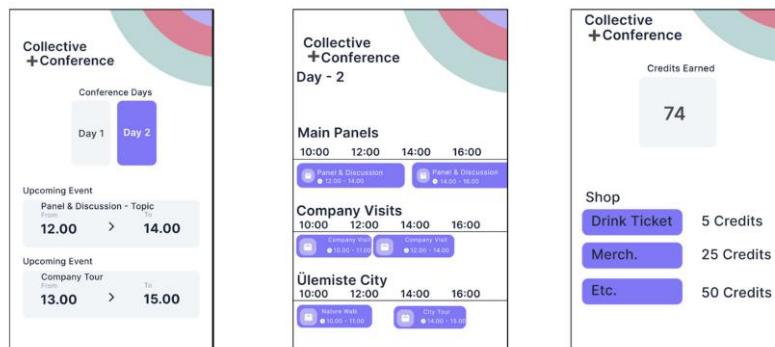 Collective
+Conference
Conference Days
Day 1
Day 2
Upcoming Event
Panel & Discussion - Topic
From
To
12.00 > 14.00
Upcoming Event
Company Tour
From
To
13.00 > 15.00
Collective
+Conference
Day - 2
Main Panels
10:00 12:00 14:00 16:00
Panel & Discussion
12.00 - 14.00
Panel & Discussion
14.00 - 16.00
Company Visits
10:00 12:00 14:00 16:00
Company Visit
10.00 - 11.00
Company Visit
12.00 - 14.00
Ülemiste City
10:00 12:00 14:00 16:00
Nature Walk
10.00 - 11.00
City Tour
14.00 - 15.00
Collective
+Conference
Credits Earned
74
Shop
Drink Ticket 5 Credits
Merch. 25 Credits
Etc. 50 Credits